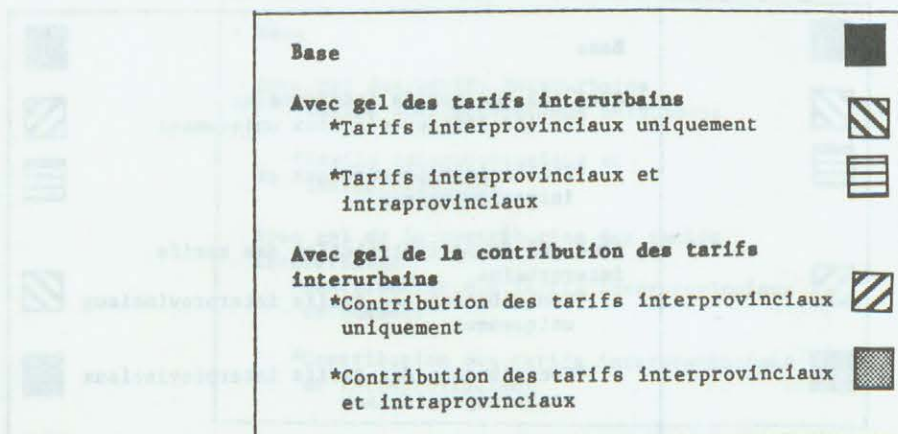 Base
Avec gel des tarifs interurbains
*Tarifs interprovinciaux uniquement
*Tarifs interprovinciaux et
intraprovinciaux
Avec gel de la contribution des tarifs
interurbains
*Contribution des tarifs interprovinciaux
uniquement
*Contribution des tarifs interprovinciaux
et intraprovinciaux